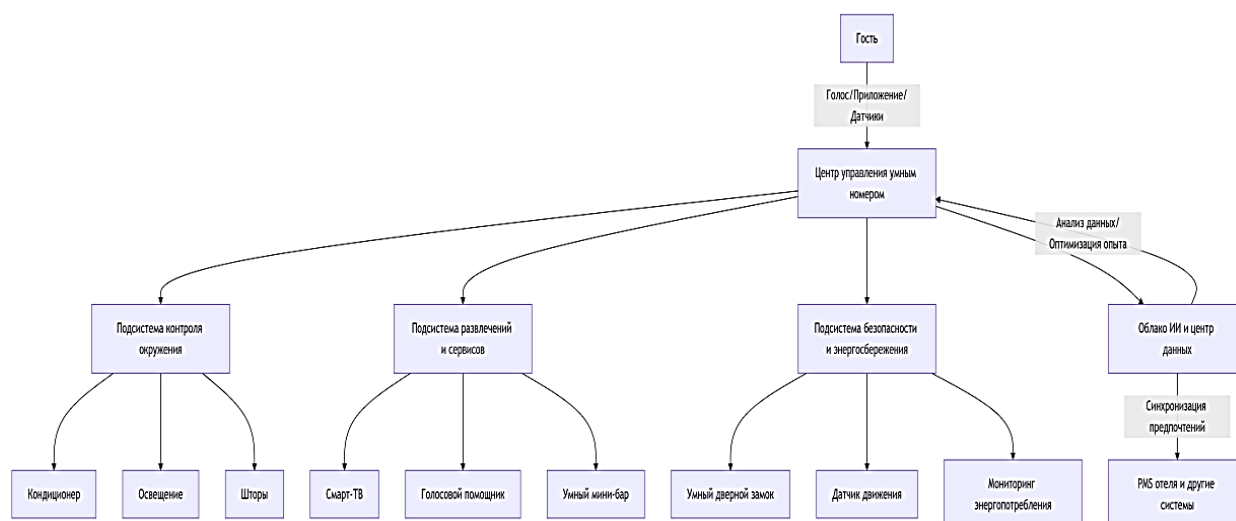 Гость
Голос/Приложение/
Датчики
Центр управления умным
номером
Анализ данных/
Оптимизация опыта
Подсистема контроля
окружения
Подсистема развлечений
и сервисов
Подсистема безопасности
и энергосбережения
Облако ИИ и центр
данных
Синхронизация
предпочтений
Кондиционер
Освещение
Шторы
Смарт-ТВ
Голосовой помощник
Умный мини-бар
Умный дверной замок
Датчик движения
Мониторинг
энергопотребления
PMS отеля и другие
системы